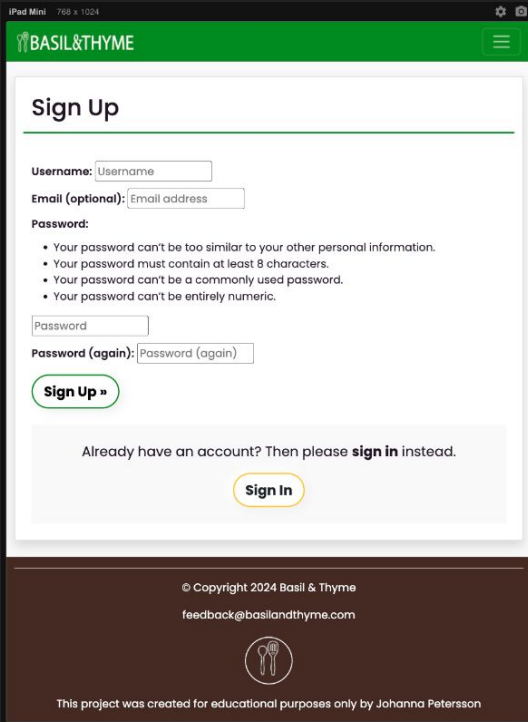 iPad Mini 768 x 1024
BASIL&THYME
Sign Up
Username: Username
Email (optional): Email address
Password:
• Your password can't be too similar to your other personal information.
• Your password must contain at least 8 characters.
• Your password can't be a commonly used password.
• Your password can't be entirely numeric.
Password
Password (again): Password (again)
Sign Up »
Already have an account? Then please sign in instead.
Sign In
© Copyright 2024 Basil & Thyme
feedback@basilandthyme.com
This project was created for educational purposes only by Johanna Petersson